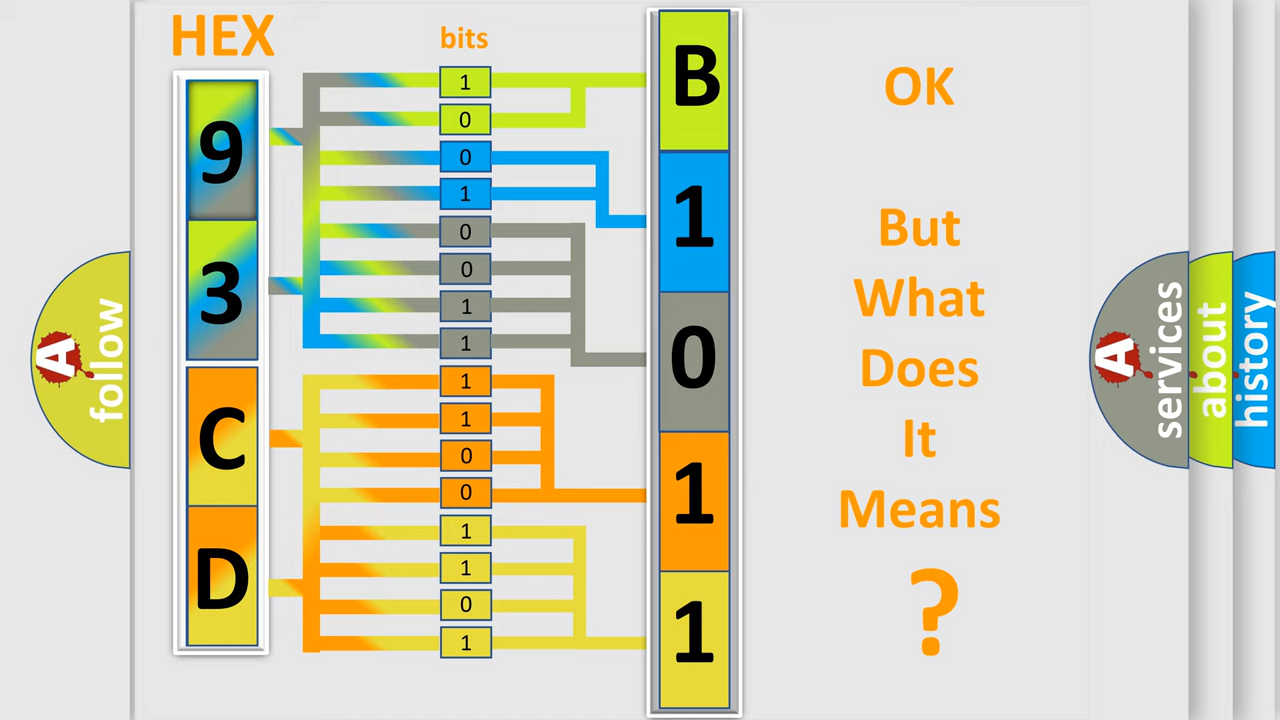 HEX
bits
9
3
C
D
1
0
0
1
0
0
1
1
1
1
0
0
1
1
0
1
B
1
0
1
1
OK
But
What
Does
It
Means
?
A
follow
A
services
about
history